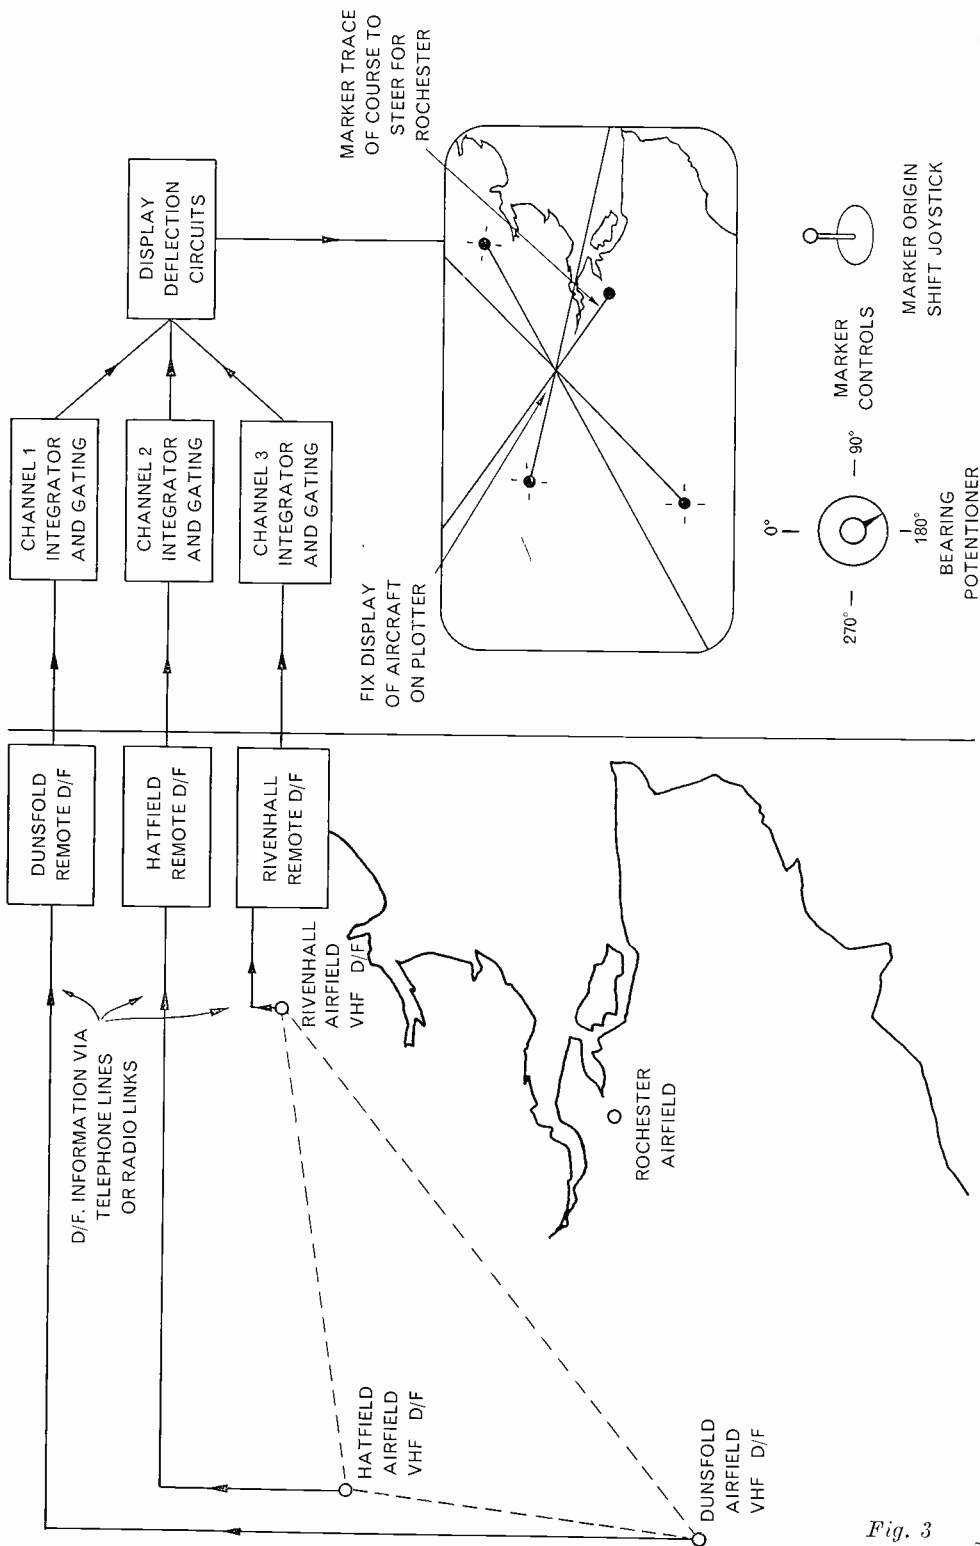 DUNSFOLD
REMOTE D/F
HATFIELD
REMOTE D/F
RIVENHALL
REMOTE D/F
CHANNEL 1
INTEGRATOR
AND GATING
CHANNEL 2
INTEGRATOR
AND GATING
CHANNEL 3
INTEGRATOR
AND GATING
DISPLAY
DEFLECTION
CIRCUITS
D/F. INFORMATION VIA
TELEPHONE LINES
OR RADIO LINKS
RIVENHALL
AIRFIELD
VHF D/F
HATFIELD
AIRFIELD
VHF D/F
DUNSFOLD
AIRFIELD
VHF D/F
ROCHESTER
AIRFIELD
FIX DISPLAY
OF AIRCRAFT
ON PLOTTER
MARKER TRACE
OF COURSE TO
STEER FOR
ROCHESTER
0°
90°
180°
270°
BEARING
POTENTIONER
MARKER
CONTROLS
MARKER ORIGIN
SHIFT JOYSTICK
Fig. 3